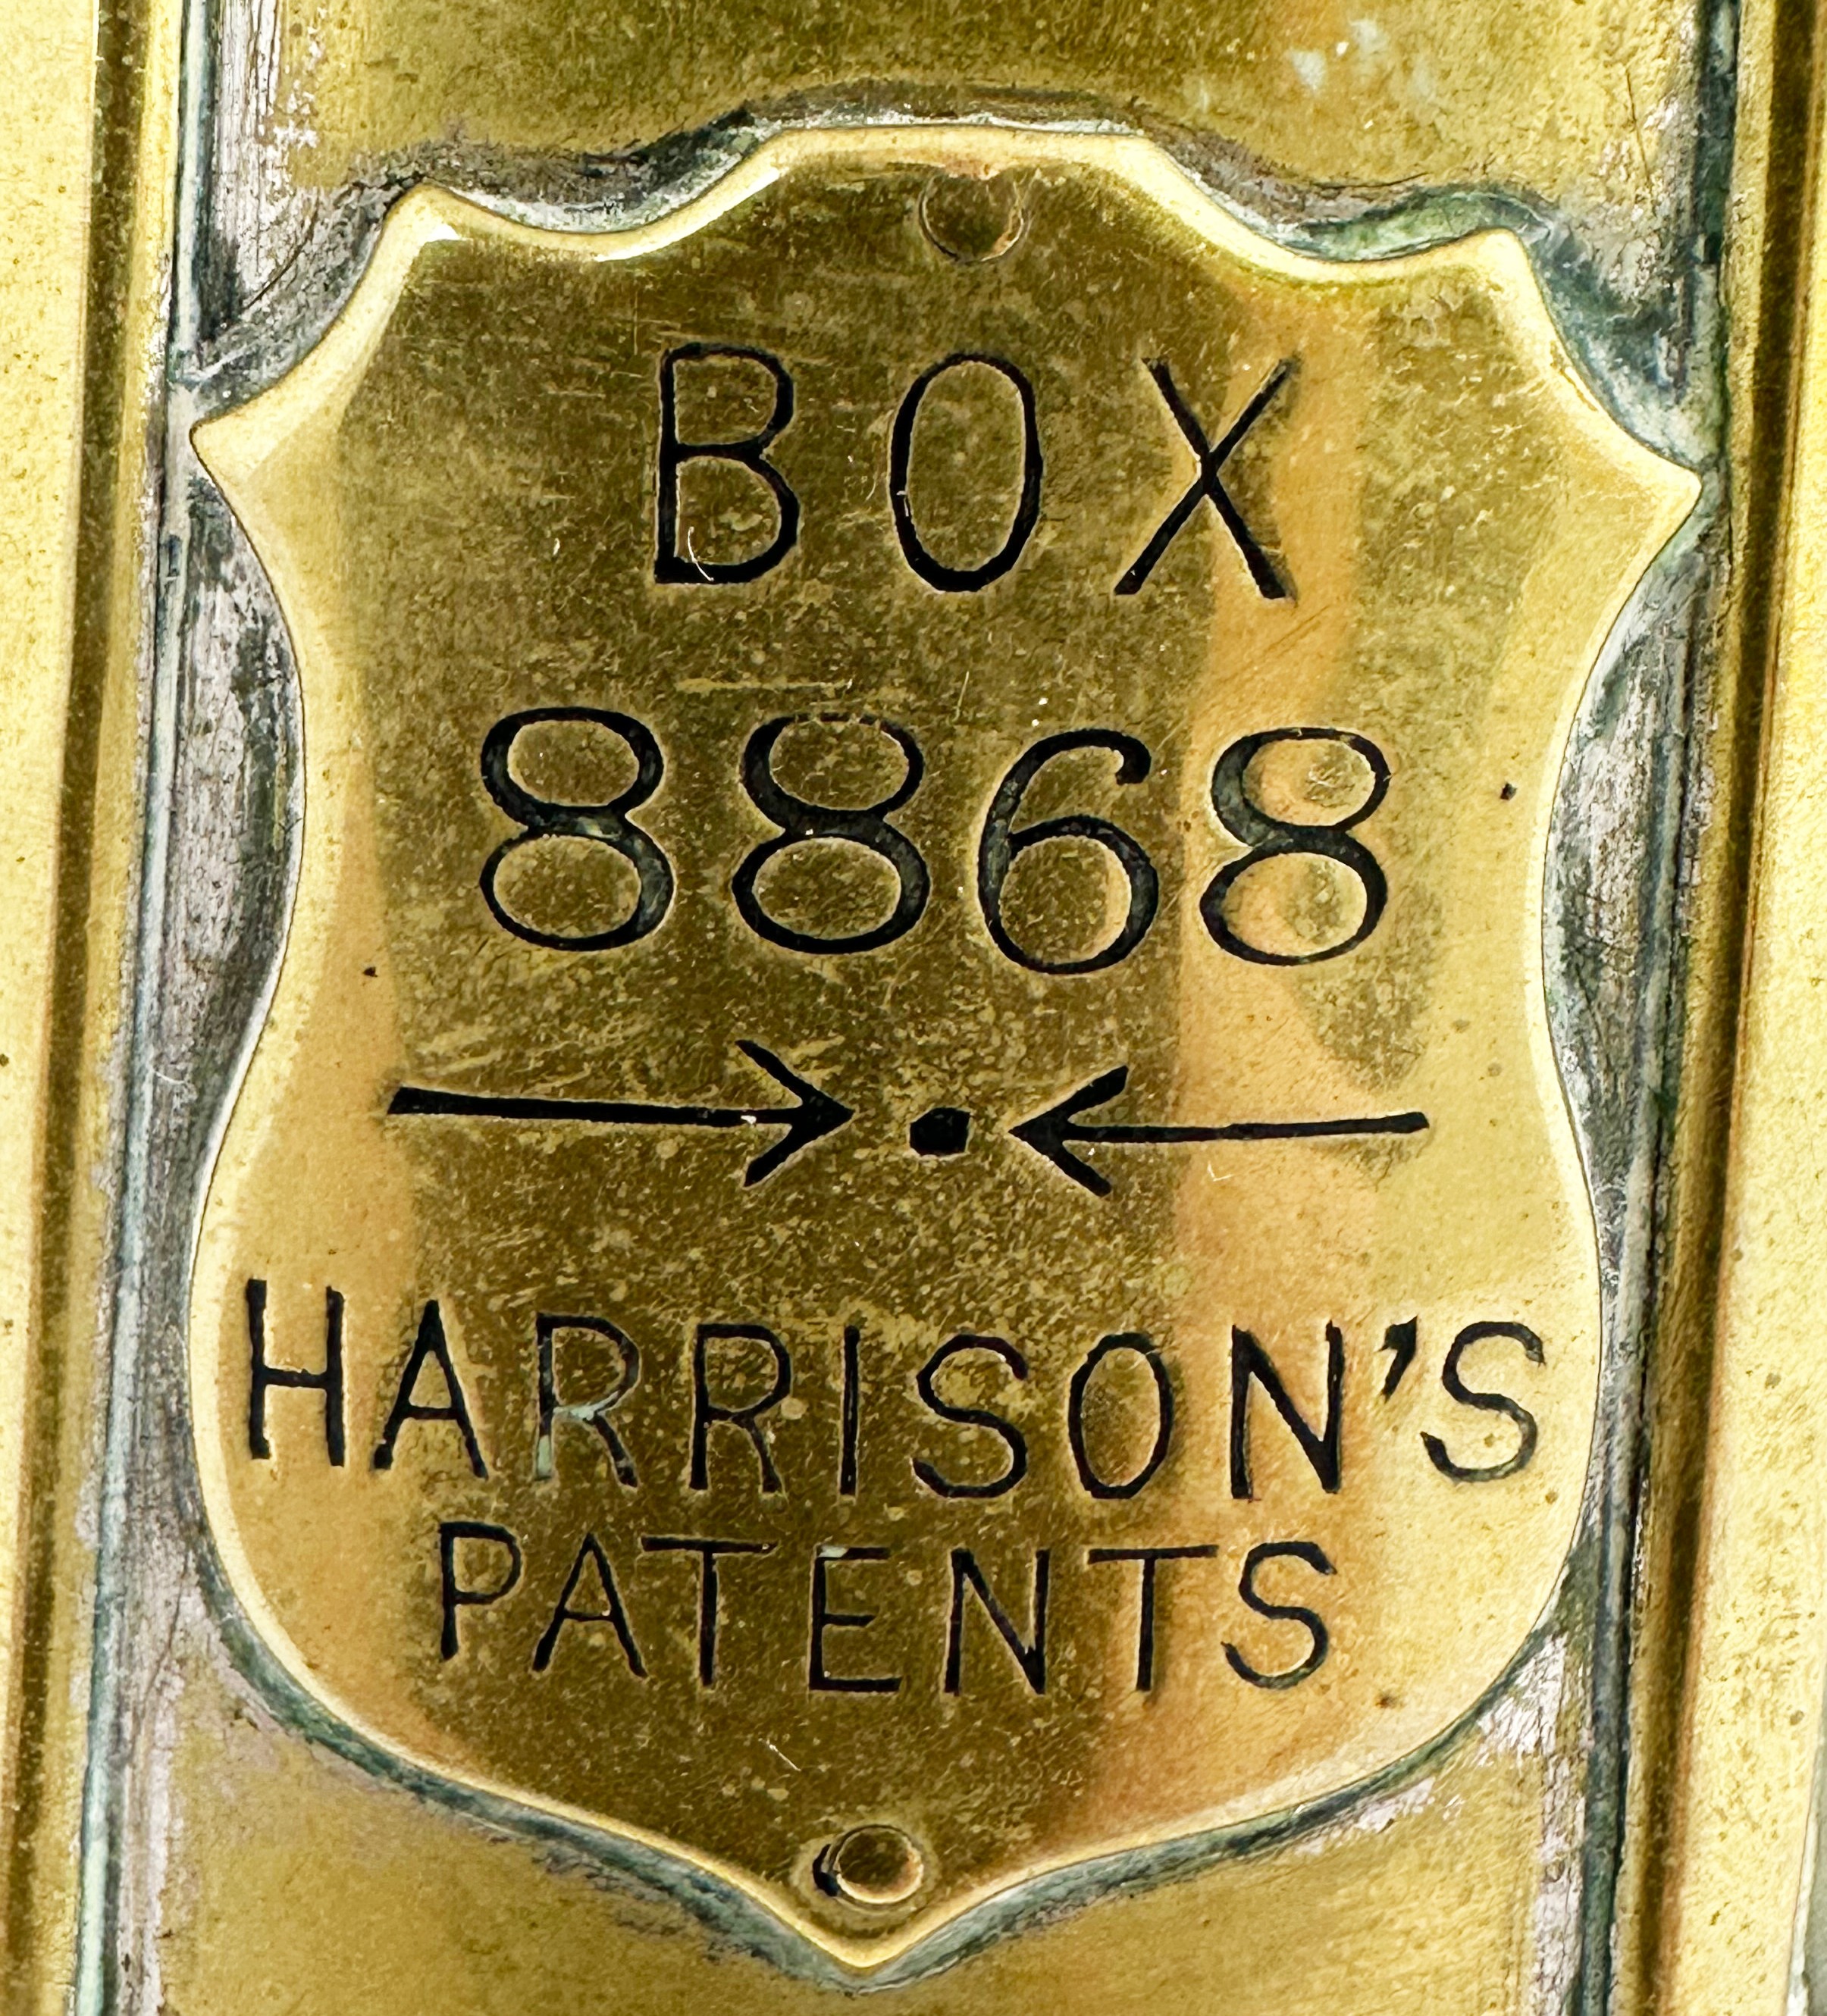 BOX
8868
HARRISON'S
PATENTS